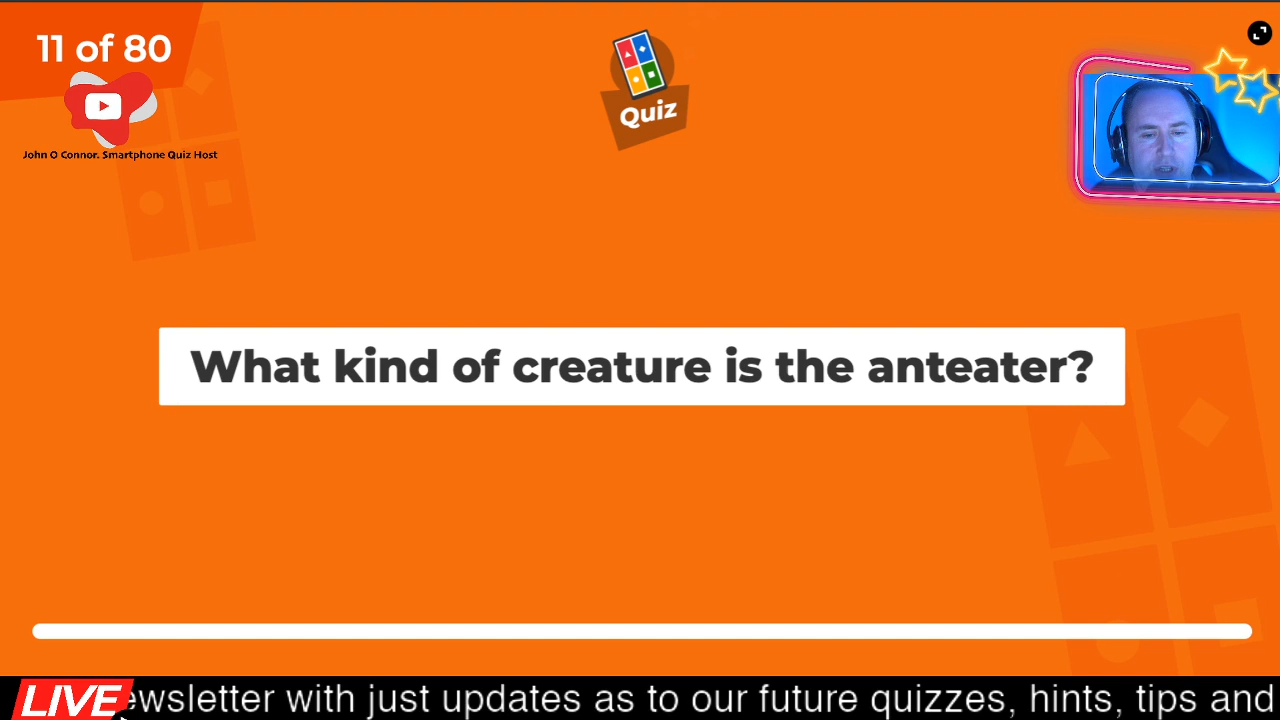 11 of 80
John O Connor. Smartphone Quiz Host
Quiz
What kind of creature is the anteater?
LIVE
ewsletter with just updates as to our future quizzes, hints, tips and